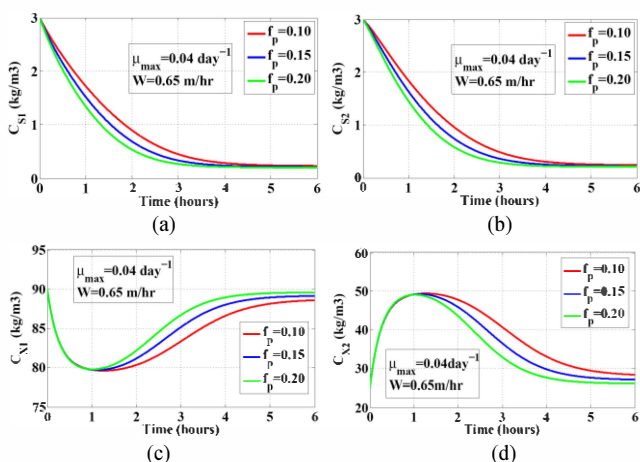 3
2
1
0
C_S1 (kg/m3)
μ_max=0.04 day⁻¹
W=0.65 m/hr
f_p=0.10
f_p=0.15
f_p=0.20
0 1 2 3 4 5 6
Time (hours)
(a)
3
2
1
0
C_S2 (kg/m3)
μ_max=0.04 day⁻¹
W=0.65 m/hr
f_p=0.10
f_p=0.15
f_p=0.20
0 1 2 3 4 5 6
Time (hours)
(b)
95
90
85
80
75
C_X1 (kg/m3)
μ_max=0.04 day⁻¹
W=0.65 m/hr
f_p=0.10
f_p=0.15
f_p=0.20
0 1 2 3 4 5 6
Time (hours)
(c)
60
50
40
30
20
C_X2 (kg/m3)
f_p=0.10
f_p=0.15
f_p=0.20
μ_max=0.04day⁻¹
W=0.65m/hr
0 1 2 3 4 5 6
Time (hours)
(d)